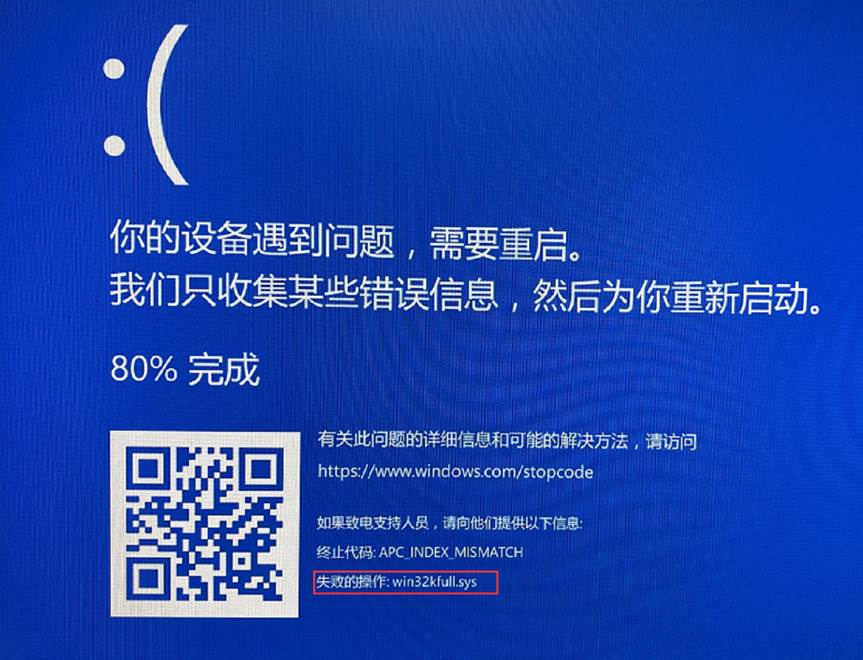 :(
你的设备遇到问题，需要重启。
我们只收集某些错误信息，然后为你重新启动。
80% 完成
有关此问题的详细信息和可能的解决方法，请访问
https://www.windows.com/stopcode
如果致电支持人员，请向他们提供以下信息:
终止代码: APC_INDEX_MISMATCH
失败的操作: win32kfull.sys